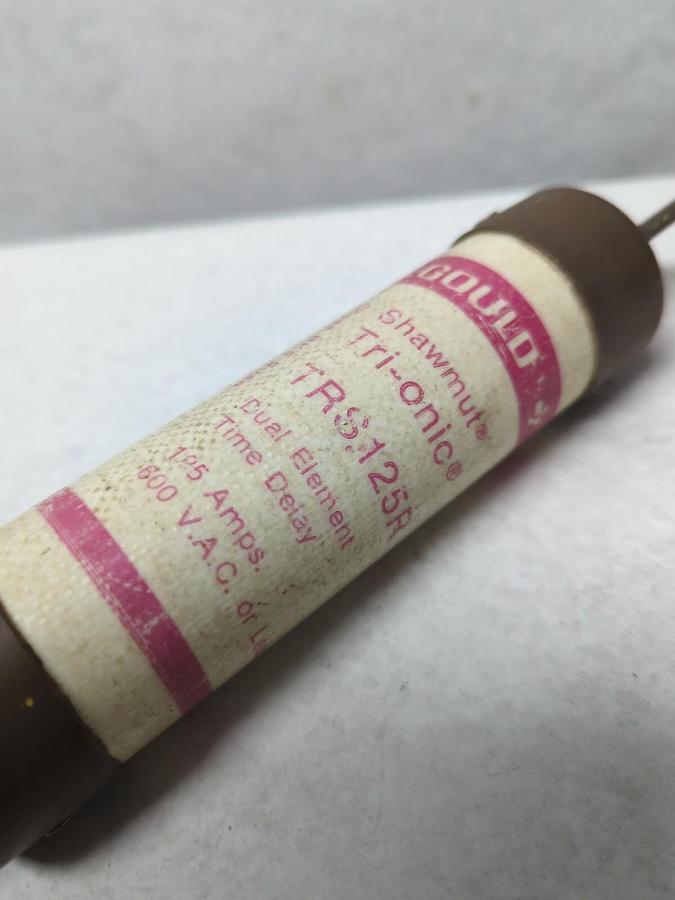 GOULD
Shawmut®
Tri-onic®
TRS125R
Dual Element
Time Delay
125 Amps.
600 V.A.C. or